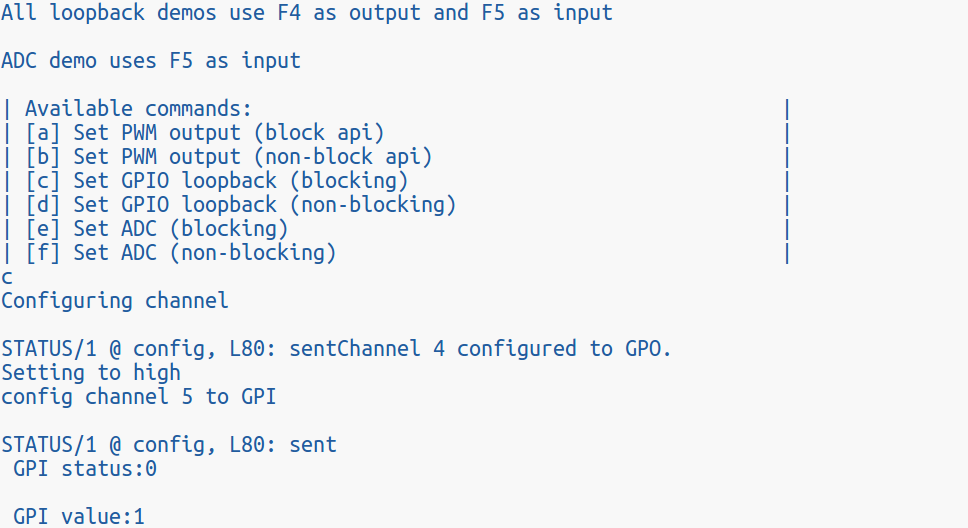 All loopback demos use F4 as output and F5 as input
ADC demo uses F5 as input
| Available commands: |
| [a] Set PWM output (block api) |
| [b] Set PWM output (non-block api) |
| [c] Set GPIO loopback (blocking) |
| [d] Set GPIO loopback (non-blocking) |
| [e] Set ADC (blocking) |
| [f] Set ADC (non-blocking) |
c
Configuring channel
STATUS/1 @ config, L80: sentChannel 4 configured to GPO.
Setting to high
config channel 5 to GPI
STATUS/1 @ config, L80: sent
GPI status:0
GPI value:1